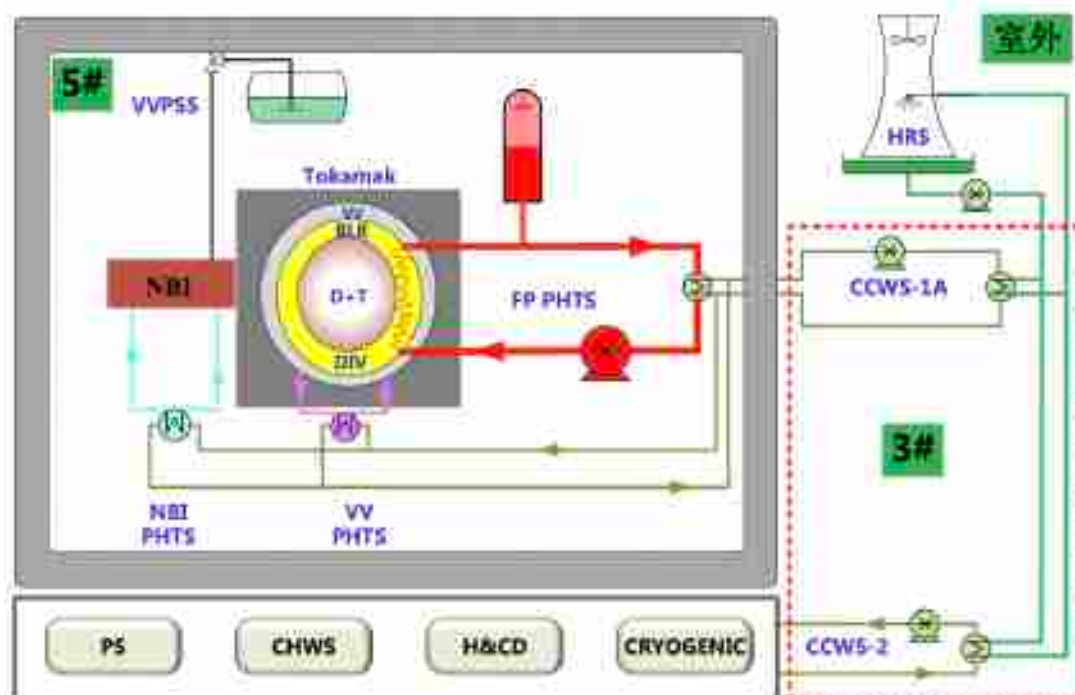 5#
室外
VVPSS
HRS
Tokamak
VV
BLK
NBI
D+T
FP PHTS
CCWS-1A
DIV
3#
NBI
PHTS
VV
PHTS
PS
CHWS
H&CD
CRYOGENIC
CCWS-2